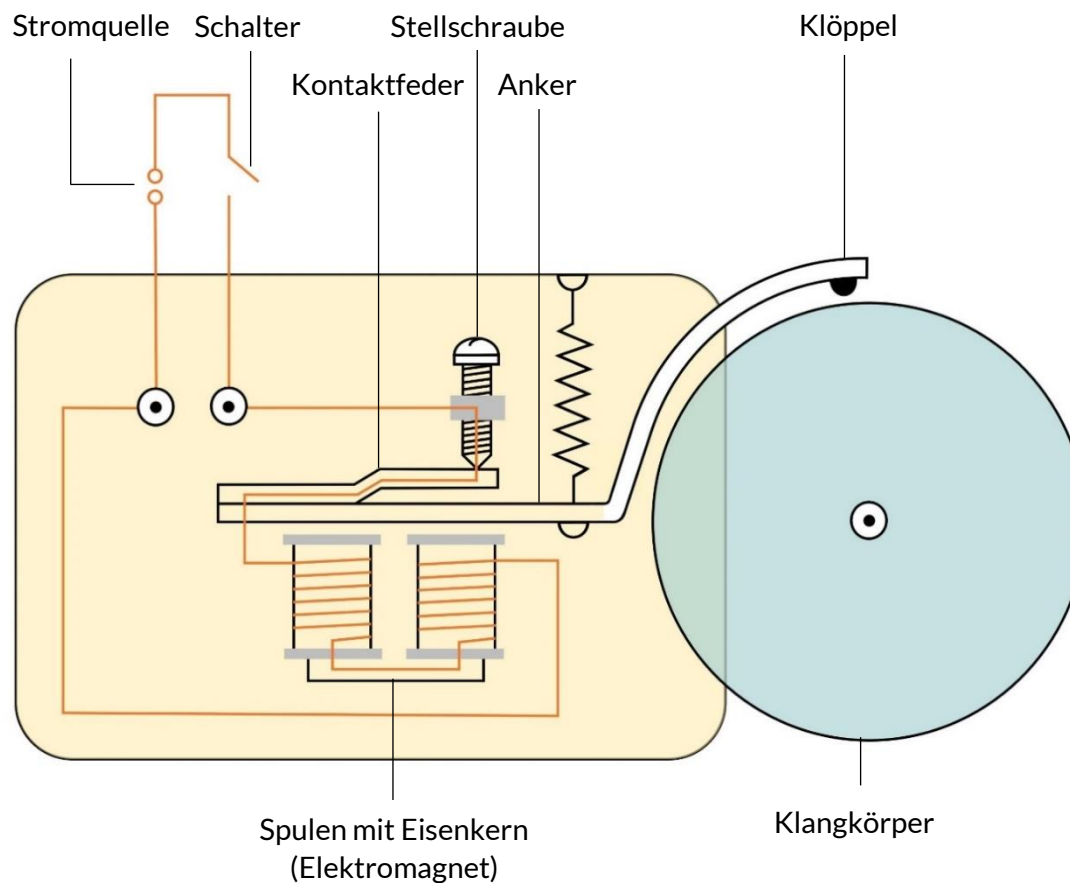 Stromquelle
Schalter
Stellschraube
Klöppel
Kontaktfeder
Anker
Spulen mit Eisenkern
(Elektromagnet)
Klangkörper